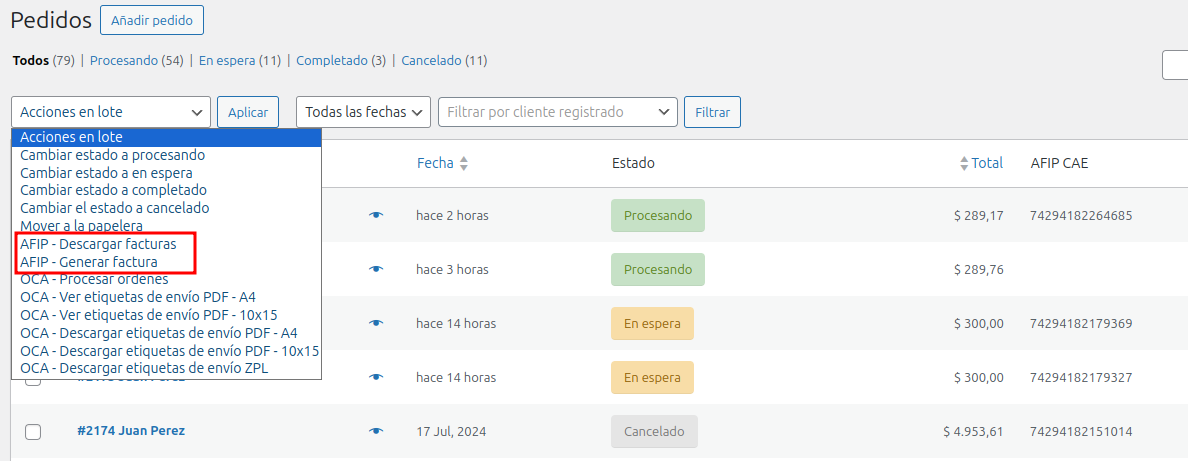 Pedidos Añadir pedido
Todos (79) | Procesando (54) | En espera (11) | Completado (3) | Cancelado (11)
Acciones en lote Aplicar Todas las fechas Filtrar por cliente registrado Filtrar
Acciones en lote
Cambiar estado a procesando
Cambiar estado a en espera
Cambiar estado a completado
Cambiar el estado a cancelado
Mover a la papelera
AFIP - Descargar facturas
AFIP - Generar factura
OCA - Procesar ordenes
OCA - Ver etiquetas de envío PDF - A4
OCA - Ver etiquetas de envío PDF - 10x15
OCA - Descargar etiquetas de envío PDF - A4
OCA - Descargar etiquetas de envío PDF - 10x15
OCA - Descargar etiquetas de envío ZPL
Fecha Estado Total AFIP CAE
hace 2 horas Procesando $ 289,17 74294182264685
hace 3 horas Procesando $ 289,76
hace 14 horas En espera $ 300,00 74294182179369
hace 14 horas En espera $ 300,00 74294182179327
#2174 Juan Perez 17 Jul, 2024 Cancelado $ 4.953,61 74294182151014